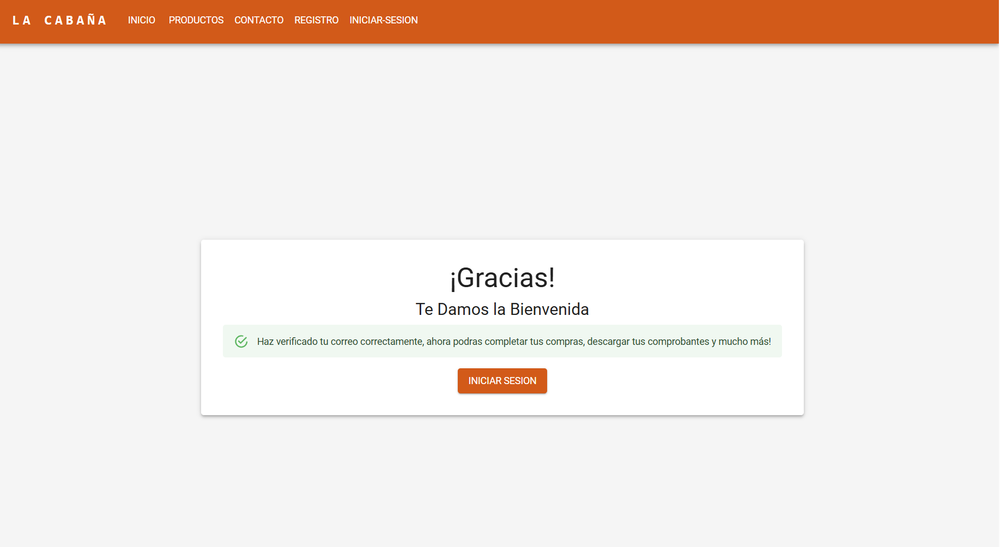 LA CABAÑA INICIO PRODUCTOS CONTACTO REGISTRO INICIAR-SESION
¡Gracias!
Te Damos la Bienvenida
Haz verificado tu correo correctamente, ahora podras completar tus compras, descargar tus comprobantes y mucho más!
INICIAR SESION